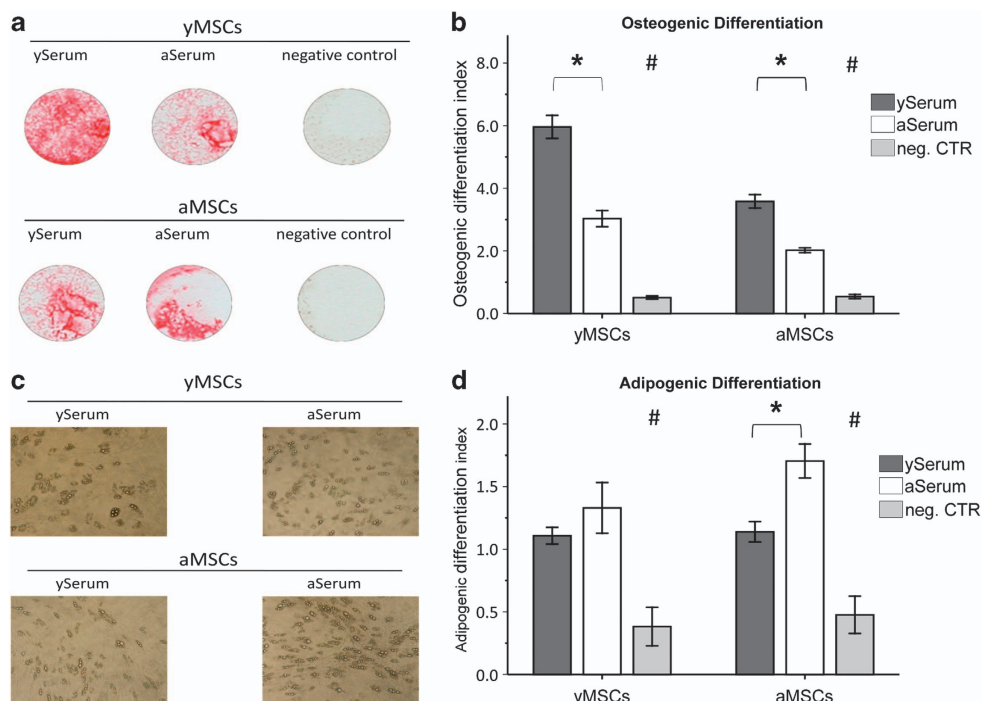 a
yMSCs
ySerum aSerum negative control
aMSCs
ySerum aSerum negative control
b
Osteogenic Differentiation
Osteogenic differentiation index
8.0
6.0
4.0
2.0
0.0
* # * #
ySerum
aSerum
neg. CTR
yMSCs aMSCs
c
yMSCs
ySerum aSerum
aMSCs
ySerum aSerum
d
Adipogenic Differentiation
Adipogenic differentiation index
2.0
1.5
1.0
0.5
0.0
# * #
ySerum
aSerum
neg. CTR
yMSCs aMSCs